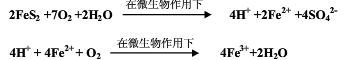 2FeS₂ +7O₂ +2H₂O 在微生物作用下 → 4H⁺ +2Fe²⁺ +4SO₄²⁻
4H⁺ + 4Fe²⁺ + O₂ 在微生物作用下 → 4Fe³⁺+2H₂O